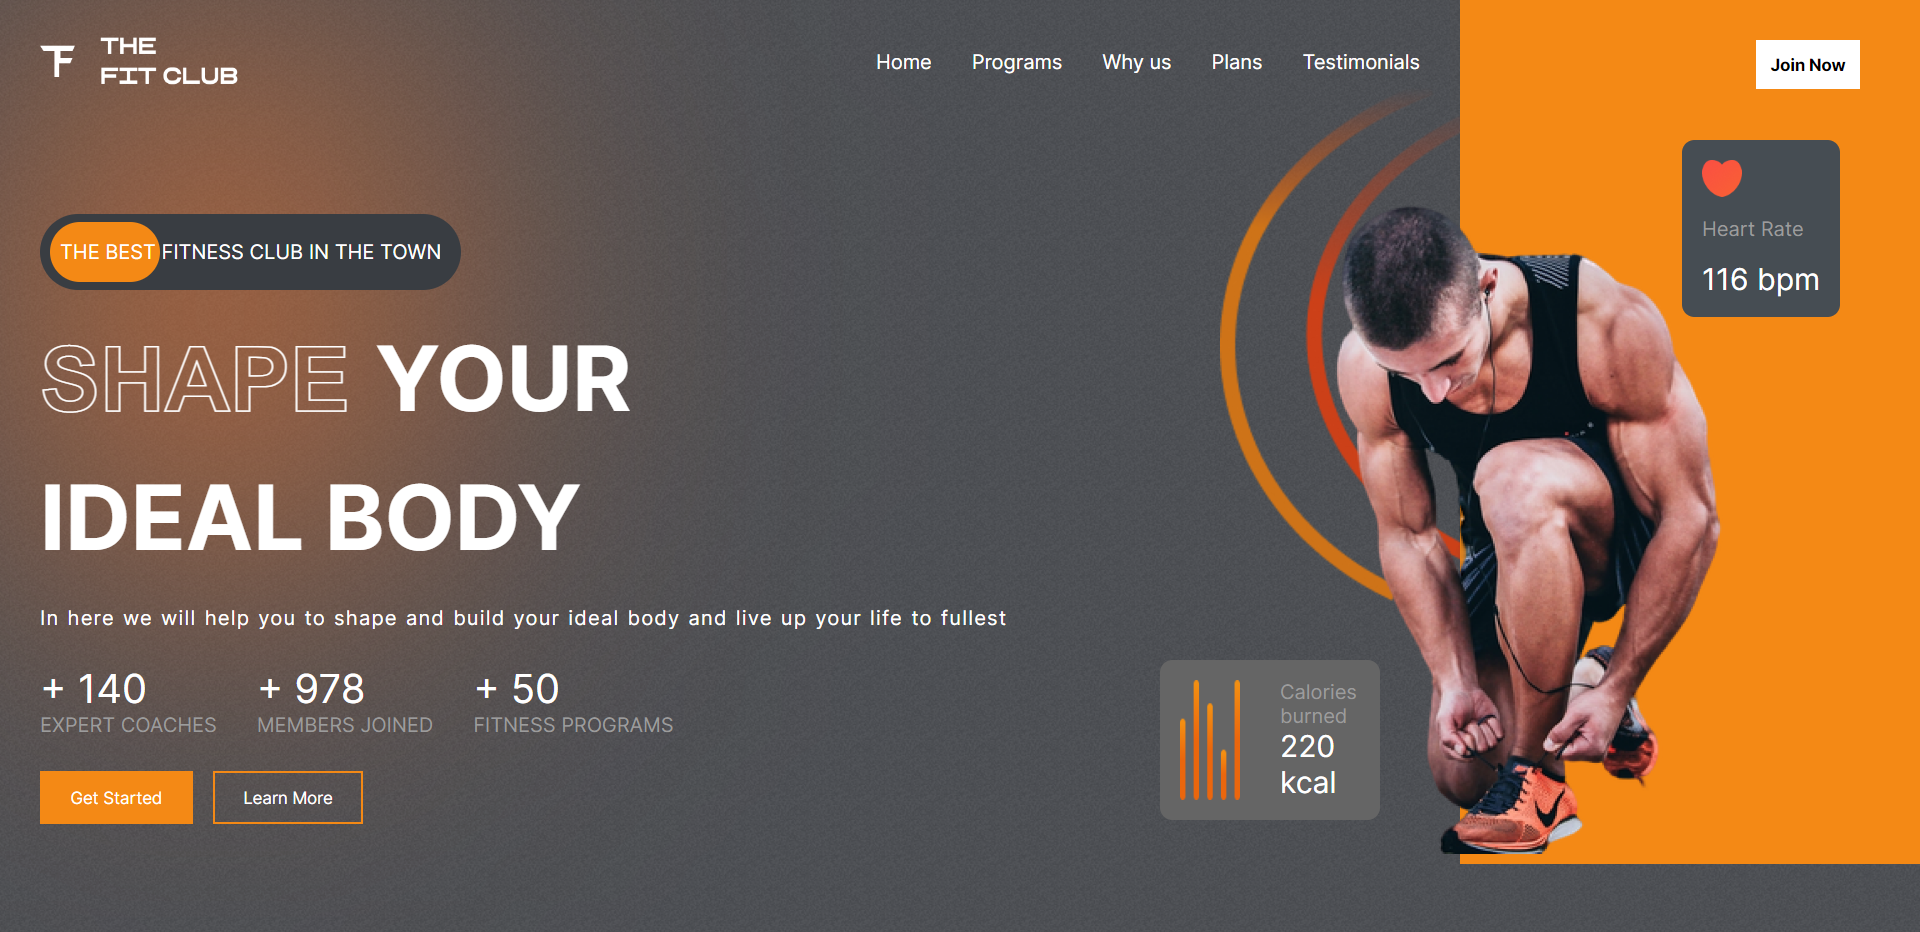 THE
FIT CLUB
Home
Programs
Why us
Plans
Testimonials
Join Now
Heart Rate
116 bpm
THE BEST FITNESS CLUB IN THE TOWN
SHAPE YOUR
IDEAL BODY
In here we will help you to shape and build your ideal body and live up your life to fullest
+ 140
EXPERT COACHES
+ 978
MEMBERS JOINED
+ 50
FITNESS PROGRAMS
Get Started
Learn More
Calories
burned
220
kcal